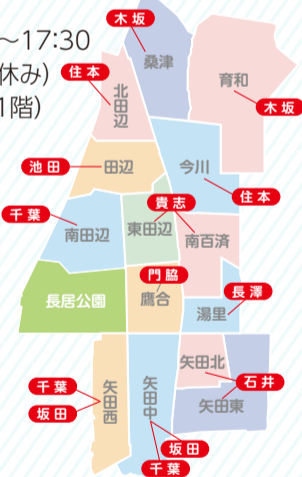 ～17:30
休み)
1階)
木坂
桑津
育和
住本
北田辺
木坂
池田
田辺
今川
住本
千葉
貴志
南田辺
東田辺
南百済
門脇
長澤
長居公園
鷹合
湯里
矢田北
石井
千葉
坂田
矢田西
矢田中
矢田東
坂田
千葉